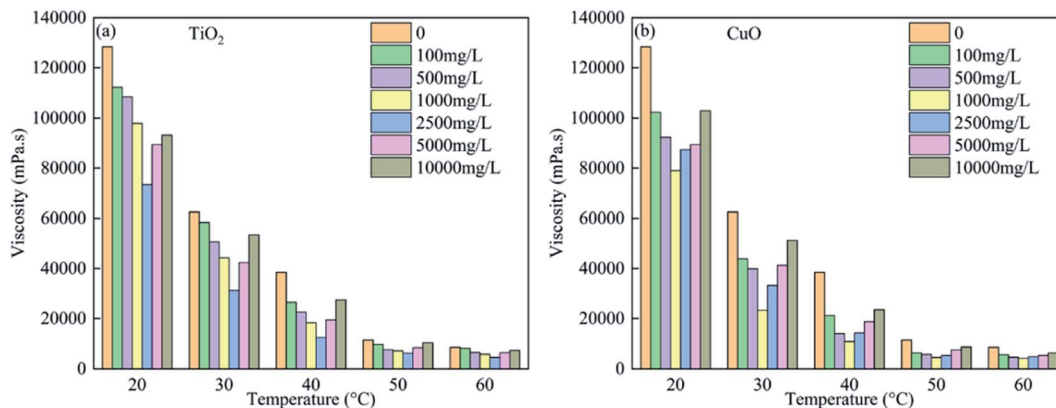 (a)
TiO₂
0
100mg/L
500mg/L
1000mg/L
2500mg/L
5000mg/L
10000mg/L
140000
120000
100000
80000
60000
40000
20000
0
Viscosity (mPa.s)
20 30 40 50 60
Temperature (°C)
(b)
CuO
0
100mg/L
500mg/L
1000mg/L
2500mg/L
5000mg/L
10000mg/L
140000
120000
100000
80000
60000
40000
20000
0
Viscosity (mPa.s)
20 30 40 50 60
Temperature (°C)